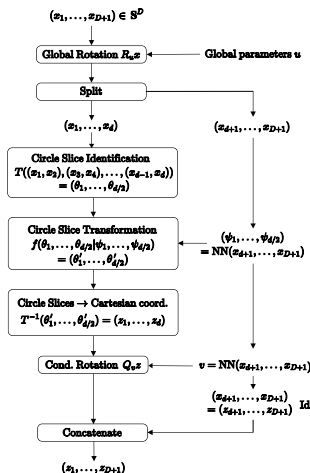 (x_1, ..., x_{D+1}) ∈ S^D
Global Rotation R_u x
Global parameters u
Split
(x_1, ..., x_d)
(x_{d+1}, ..., x_{D+1})
Circle Slice Identification
T((x_1, x_2), (x_3, x_4), ..., (x_{d-1}, x_d))
= (θ_1, ..., θ_{d/2})
Circle Slice Transformation
f(θ_1, ..., θ_{d/2}|ψ_1, ..., ψ_{d/2})
= (θ'_1, ..., θ'_{d/2})
(ψ_1, ..., ψ_{d/2})
= NN(x_{d+1}, ..., x_{D+1})
Circle Slices → Cartesian coord.
T^{-1}(θ'_1, ..., θ'_{d/2}) = (z_1, ..., z_d)
Cond. Rotation Q_v z
v = NN(x_{d+1}, ..., x_{D+1})
(x_{d+1}, ..., x_{D+1})
= (z_{d+1}, ..., z_{D+1})
Id
Concatenate
(z_1, ..., z_{D+1})